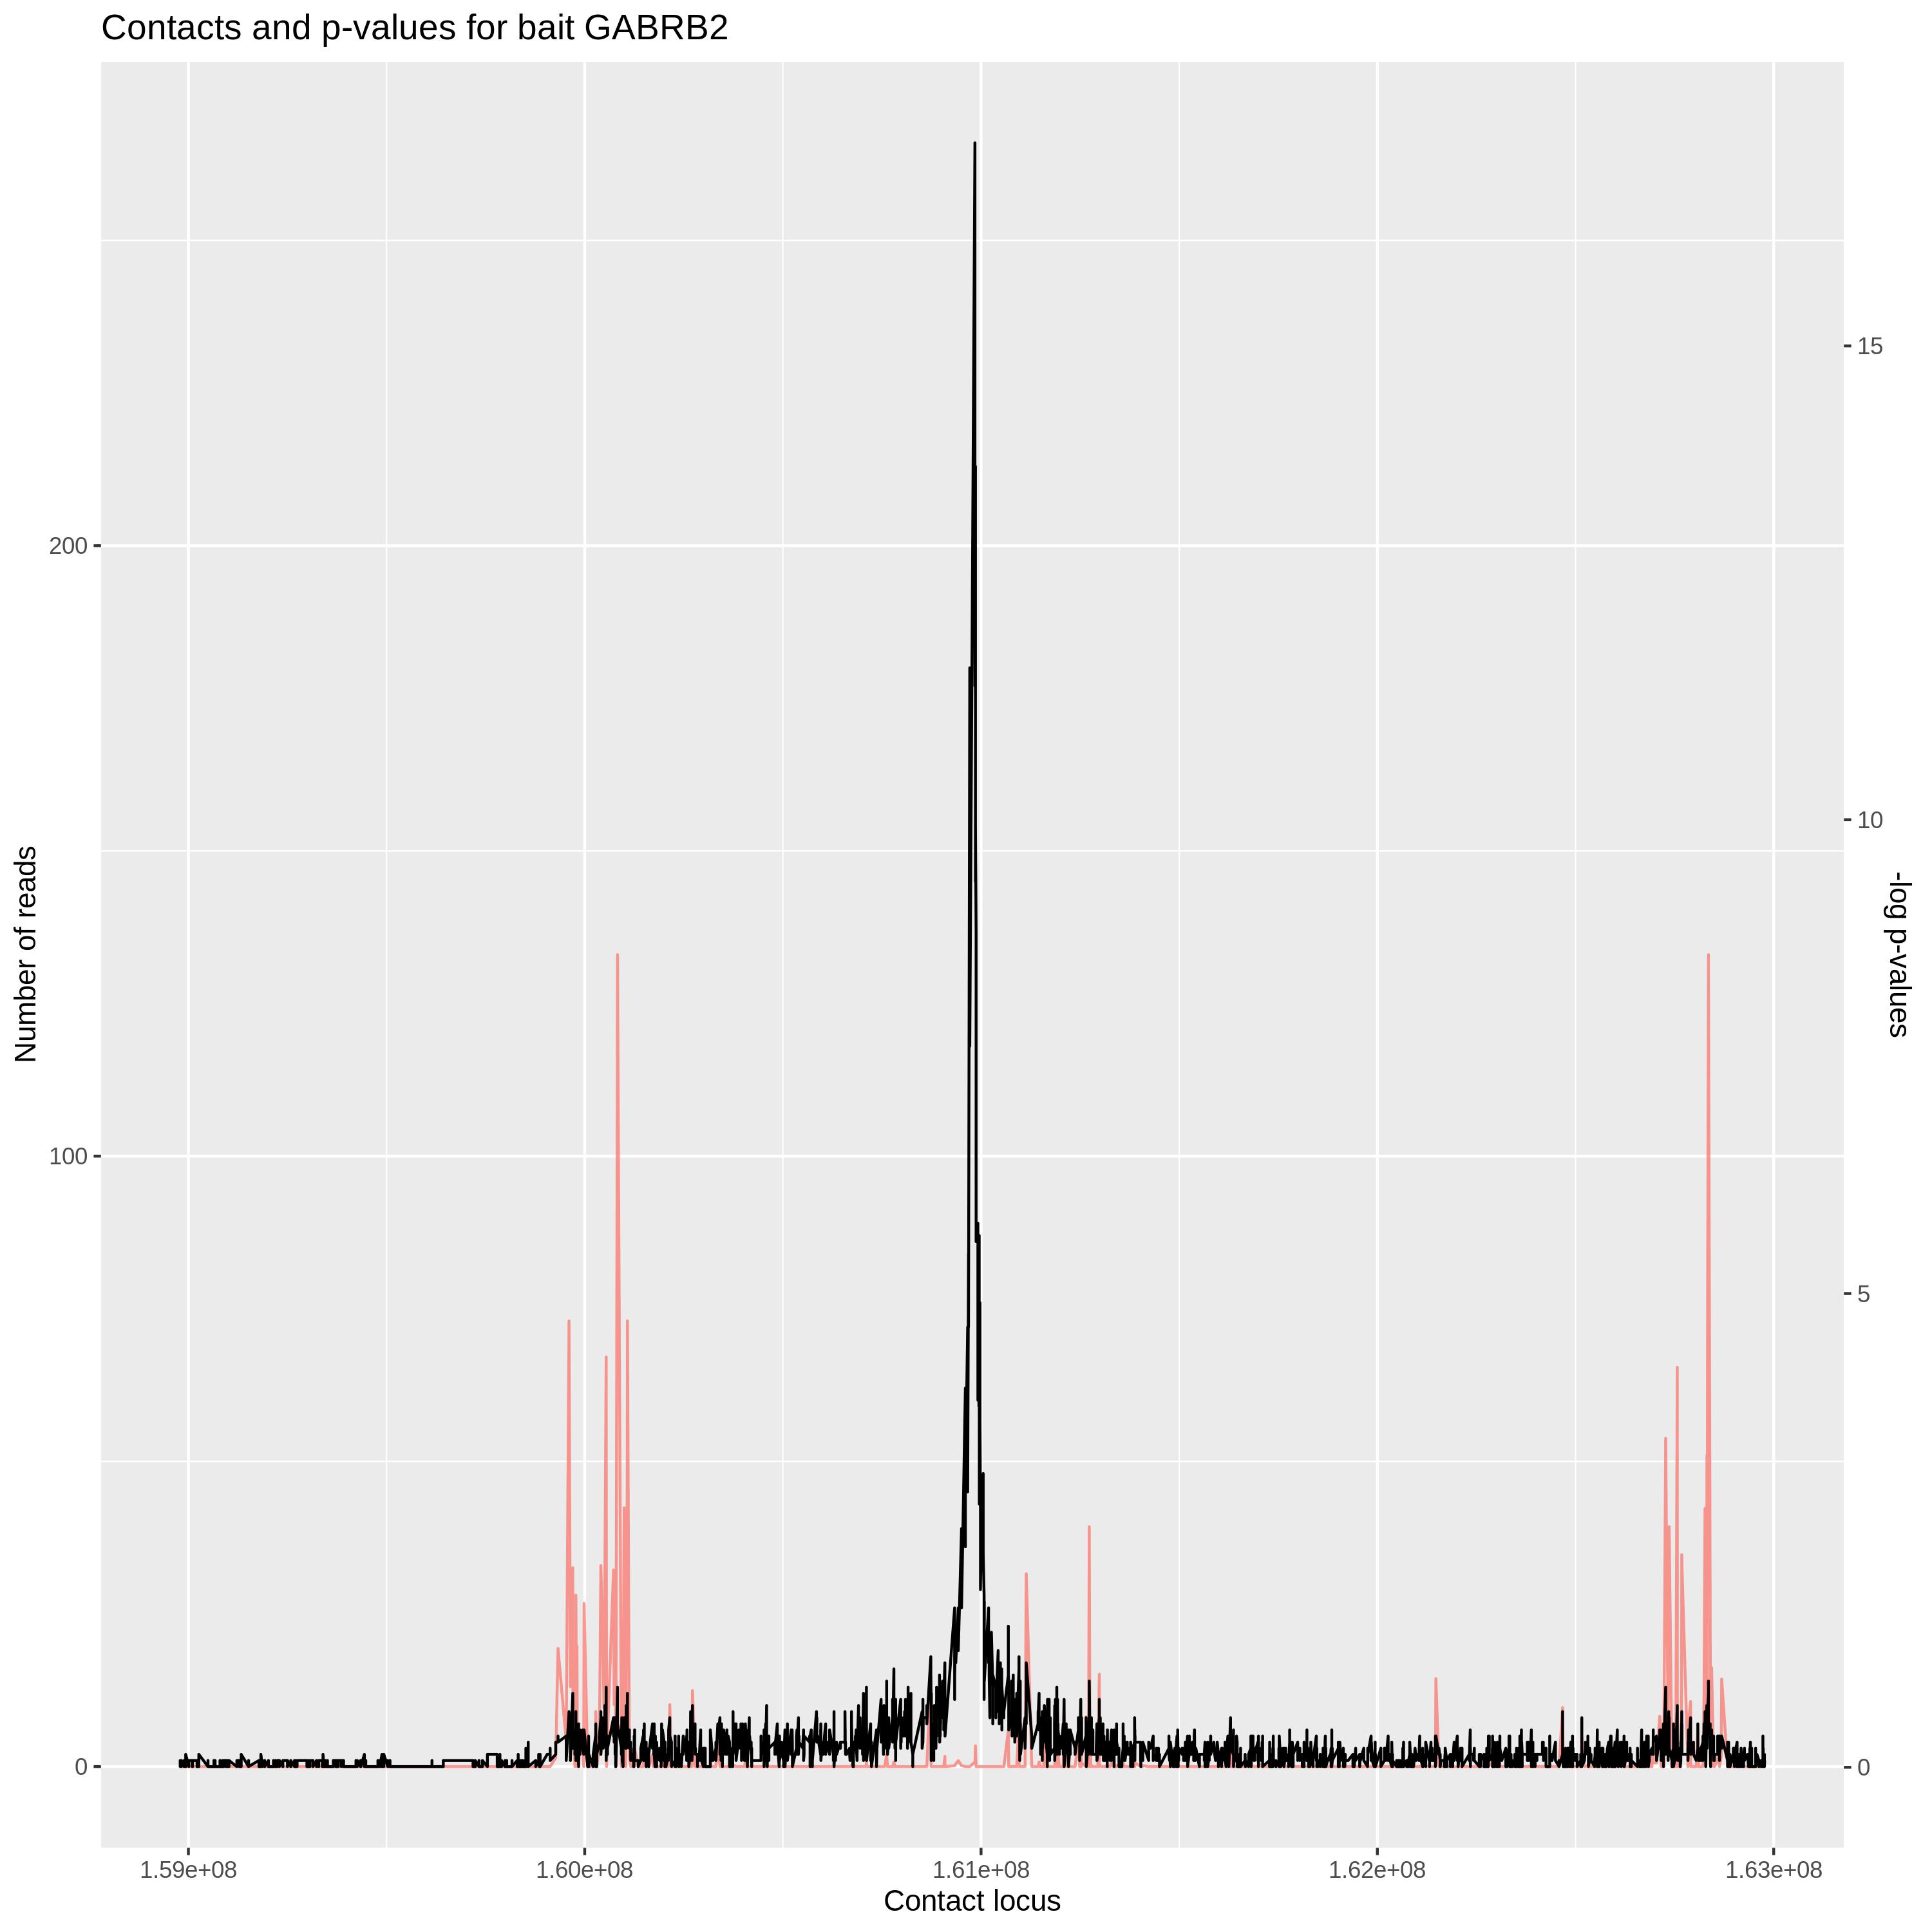 Contacts and p-values for bait GABRB2
Number of reads
200
100
0
15
10
5
0
-log p-values
1.59e+08
1.60e+08
1.61e+08
1.62e+08
1.63e+08
Contact locus